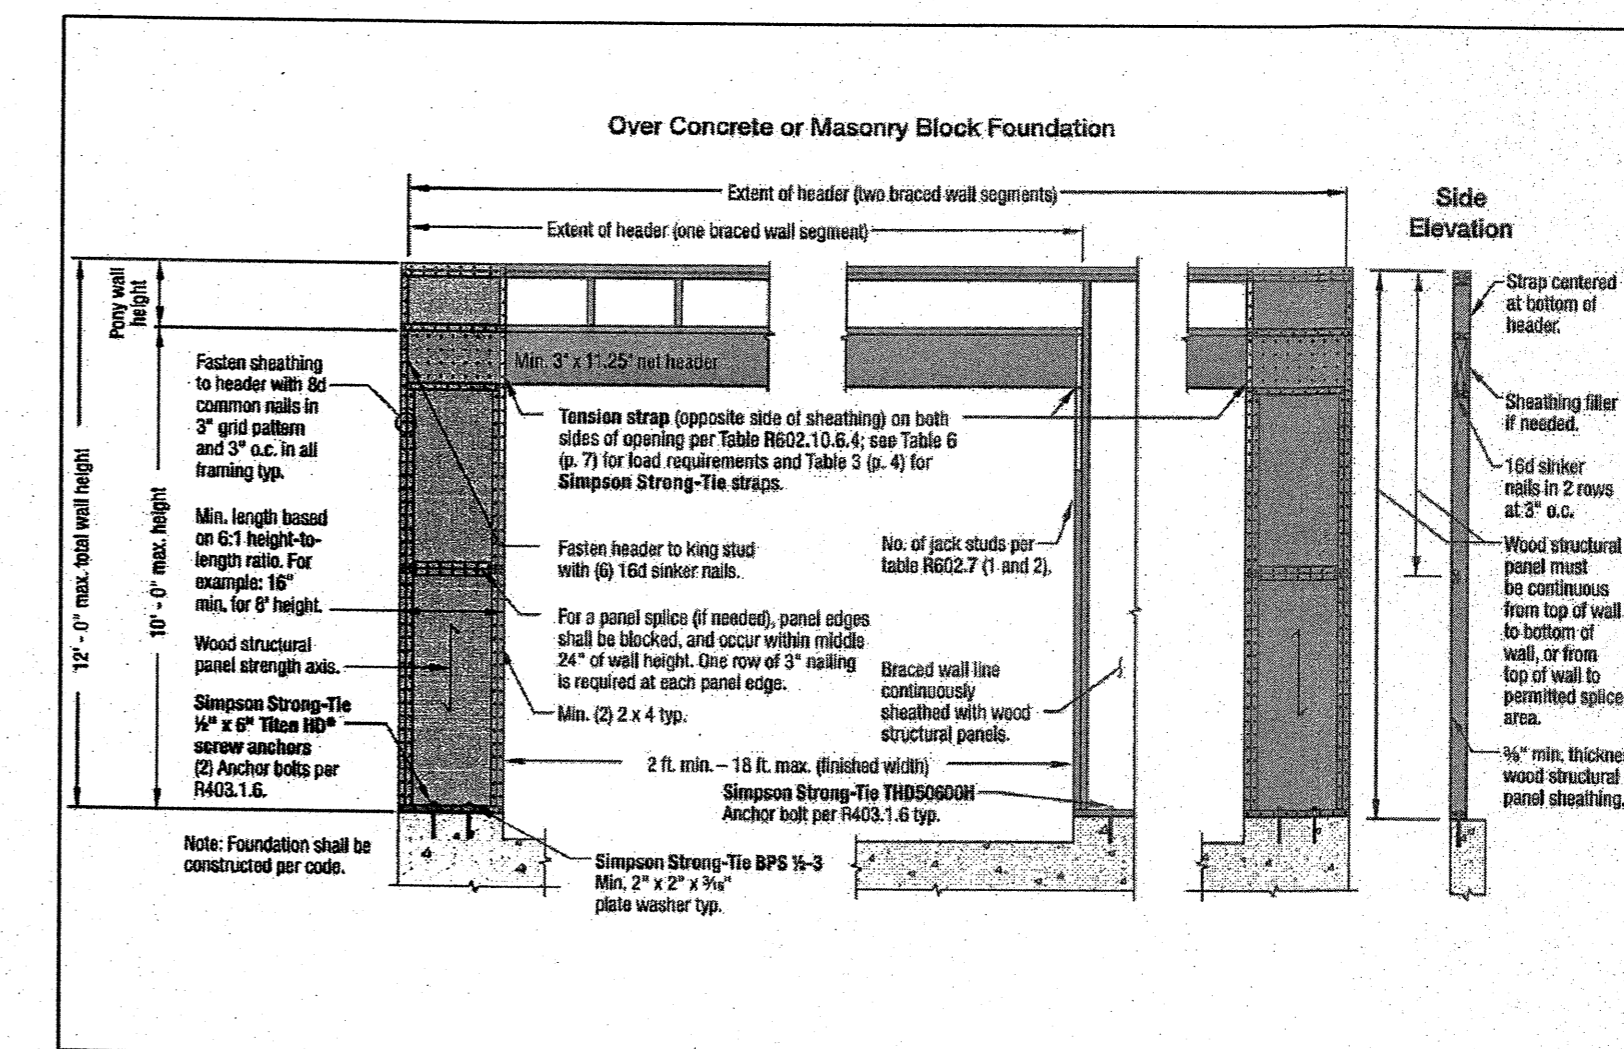 Over Concrete or Masonry Block Foundation
Extent of header (two braced wall segments)
Extent of header (one braced wall segment)
Side
Elevation
Pony wall
height
12' - 0" max. total wall height
10' - 0" max. height
Fasten sheathing
to header with 8d
common nails in
3" grid pattern
and 3" o.c. in all
framing typ.
Min. length based
on 6:1 height-to-
length ratio. For
example: 16"
min. for 8' height.
Wood structural
panel strength axis.
Simpson Strong-Tie
½" x 6" Titen HD®
screw anchors
(2) Anchor bolts per
R403.1.6.
Note: Foundation shall be
constructed per code.
Min. 3" x 11.25" net header
Tension strap (opposite side of sheathing) on both
sides of opening per Table R602.10.6.4; see Table 6
(p. 7) for load requirements and Table 3 (p. 4) for
Simpson Strong-Tie straps.
Fasten header to king stud
with (6) 16d sinker nails.
For a panel splice (if needed), panel edges
shall be blocked, and occur within middle
24" of wall height. One row of 3" nailing
is required at each panel edge.
Min. (2) 2 x 4 typ.
No. of jack studs per
table R602.7 (1 and 2).
Braced wall line
continuously
sheathed with wood
structural panels.
2 ft. min. – 18 ft. max. (finished width)
Simpson Strong-Tie THD50600H
Anchor bolt per R403.1.6 typ.
Simpson Strong-Tie BPS ½-3
Min. 2" x 2" x 3⁄16"
plate washer typ.
Strap centered
at bottom of
header.
Sheathing filler
if needed.
16d sinker
nails in 2 rows
at 3" o.c.
Wood structural
panel must
be continuous
from top of wall
to bottom of
wall, or from
top of wall to
permitted splice
area.
⅜" min. thicknes
wood structural
panel sheathing.